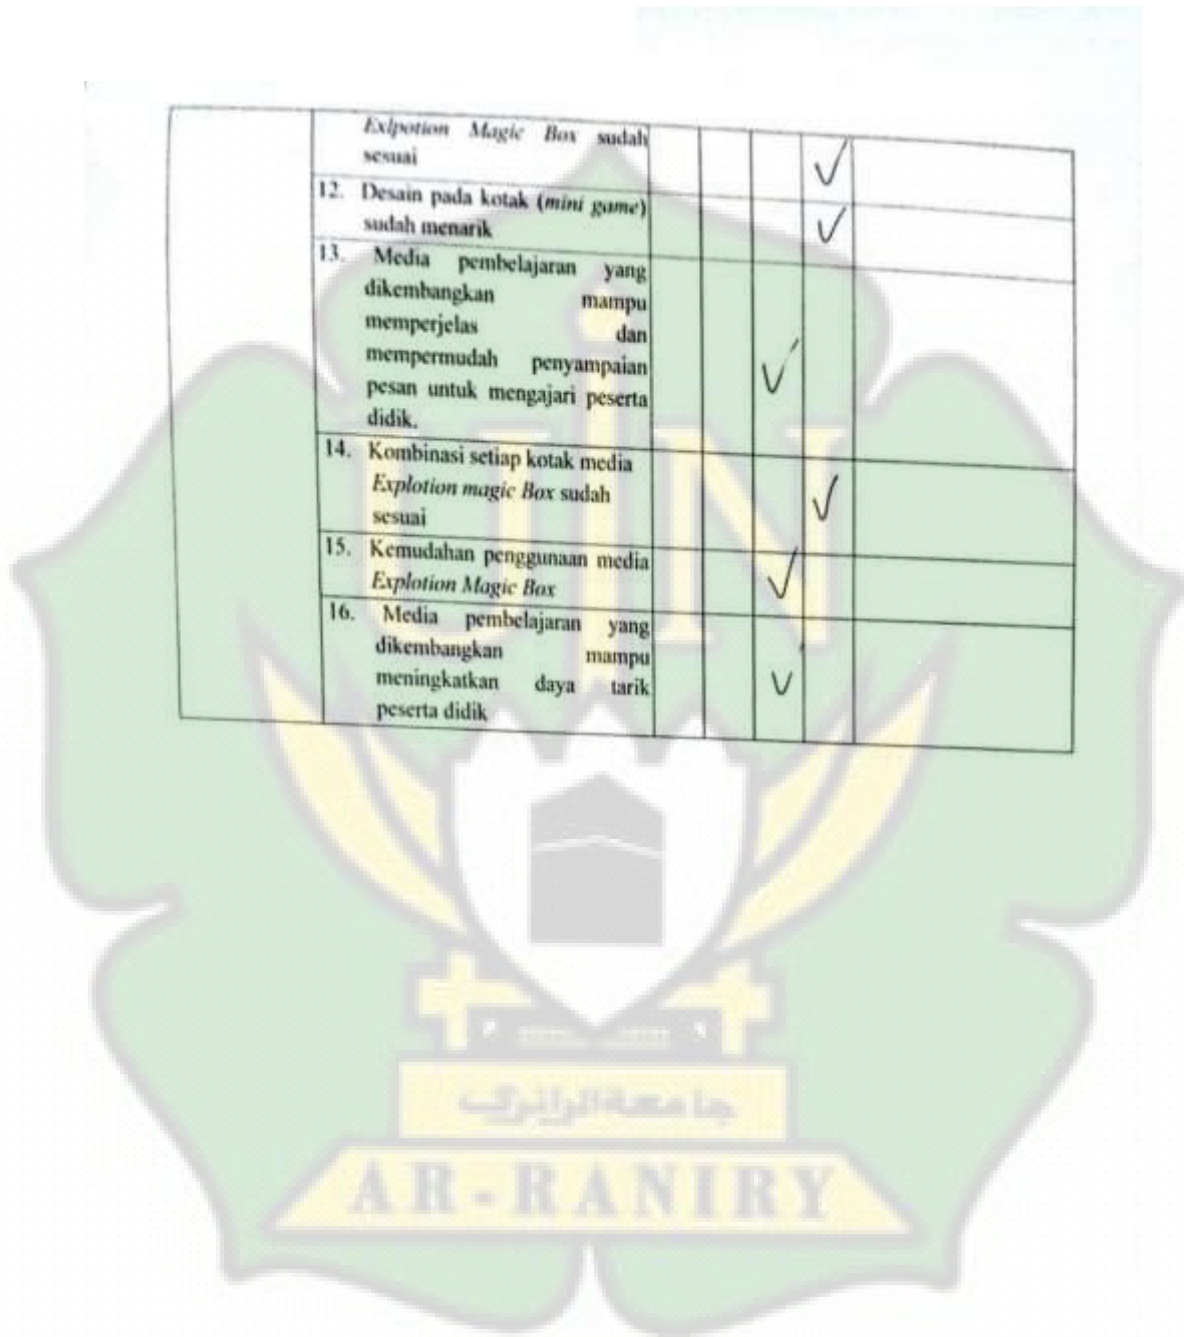 Exlpotion Magic Box sudah
sesuai
12. Desain pada kotak (mini game)
sudah menarik
13. Media pembelajaran yang
dikembangkan mampu
memperjelas dan
mempermudah penyampaian
pesan untuk mengajari peserta
didik.
14. Kombinasi setiap kotak media
Explotion magic Box sudah
sesuai
15. Kemudahan penggunaan media
Explotion Magic Box
16. Media pembelajaran yang
dikembangkan mampu
meningkatkan daya tarik
peserta didik
UIN
جامعة الرانري
AR-RANIRY